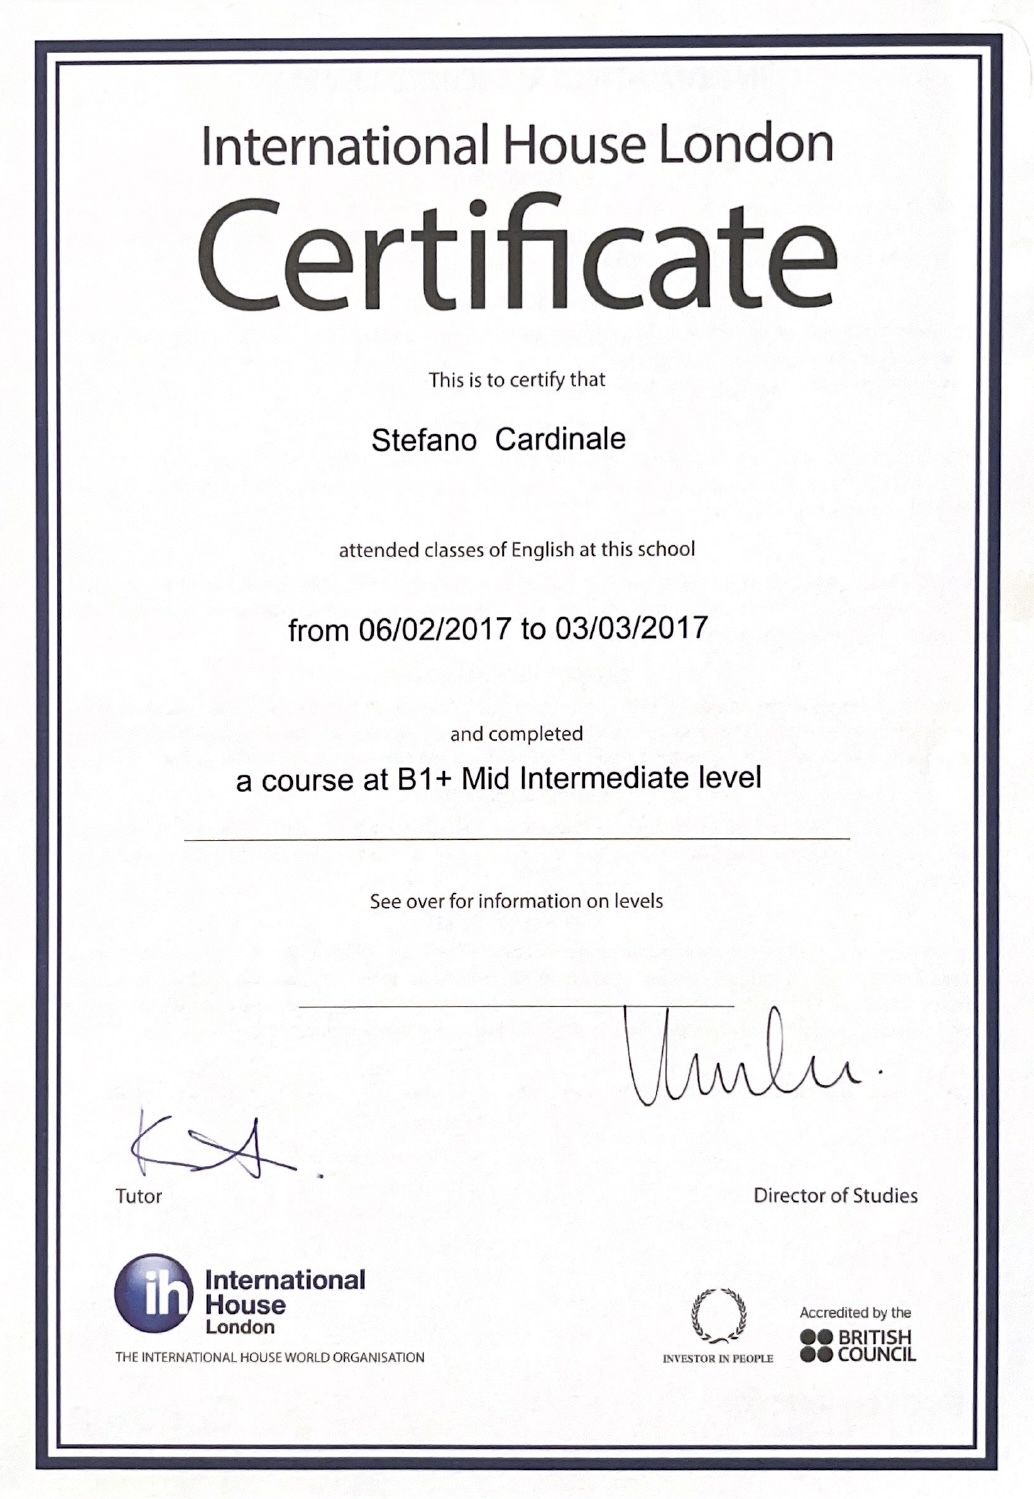 International House London
Certificate
This is to certify that
Stefano Cardinale
attended classes of English at this school
from 06/02/2017 to 03/03/2017
and completed
a course at B1+ Mid Intermediate level
See over for information on levels
Tutor
Director of Studies
ih
International
House
London
THE INTERNATIONAL HOUSE WORLD ORGANISATION
INVESTOR IN PEOPLE
Accredited by the
BRITISH
COUNCIL